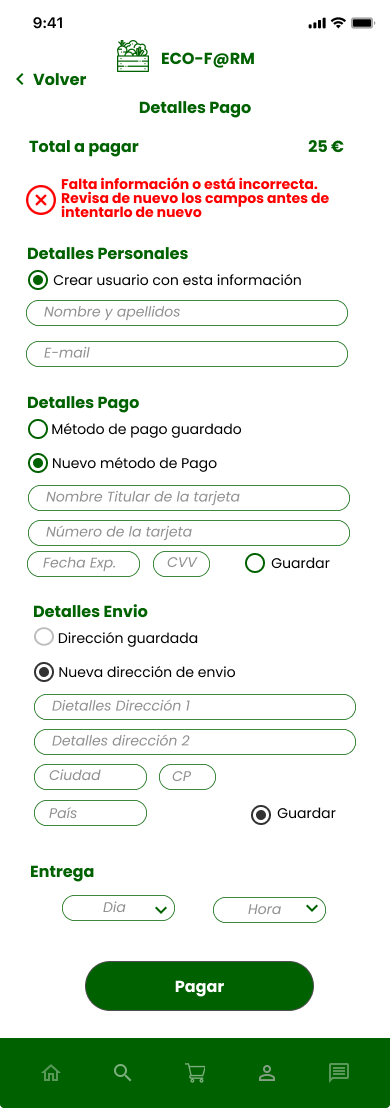 9:41
ECO-F@RM
Volver
Detalles Pago
Total a pagar 25 €
Falta información o está incorrecta.
Revisa de nuevo los campos antes de
intentarlo de nuevo
Detalles Personales
Crear usuario con esta información
Nombre y apellidos
E-mail
Detalles Pago
Método de pago guardado
Nuevo método de Pago
Nombre Titular de la tarjeta
Número de la tarjeta
Fecha Exp. CVV Guardar
Detalles Envio
Dirección guardada
Nueva dirección de envio
Dietalles Dirección 1
Detalles dirección 2
Ciudad CP
País Guardar
Entrega
Dia Hora
Pagar